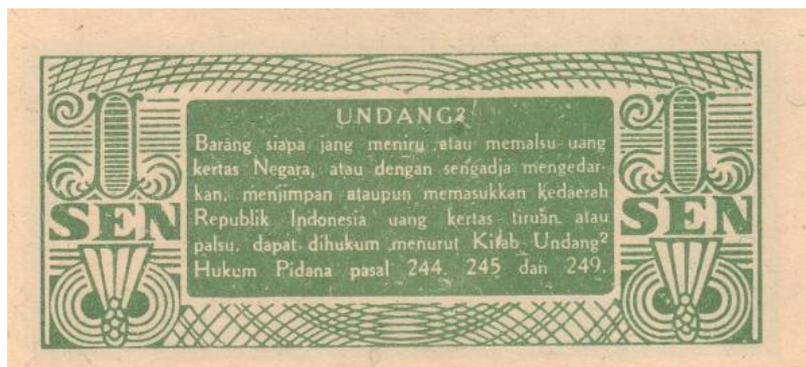 UNDANG2
1 1
SEN SEN
Barang siapa jang meniru atau memalsu uang
kertas Negara, atau dengan sengadja mengedar-
kan, menjimpan ataupun memasukkan kedaerah
Republik Indonesia uang kertas tiruan atau
palsu, dapat dihukum menurut Kitab Undang²
Hukum Pidana pasal 244. 245 dan 249.